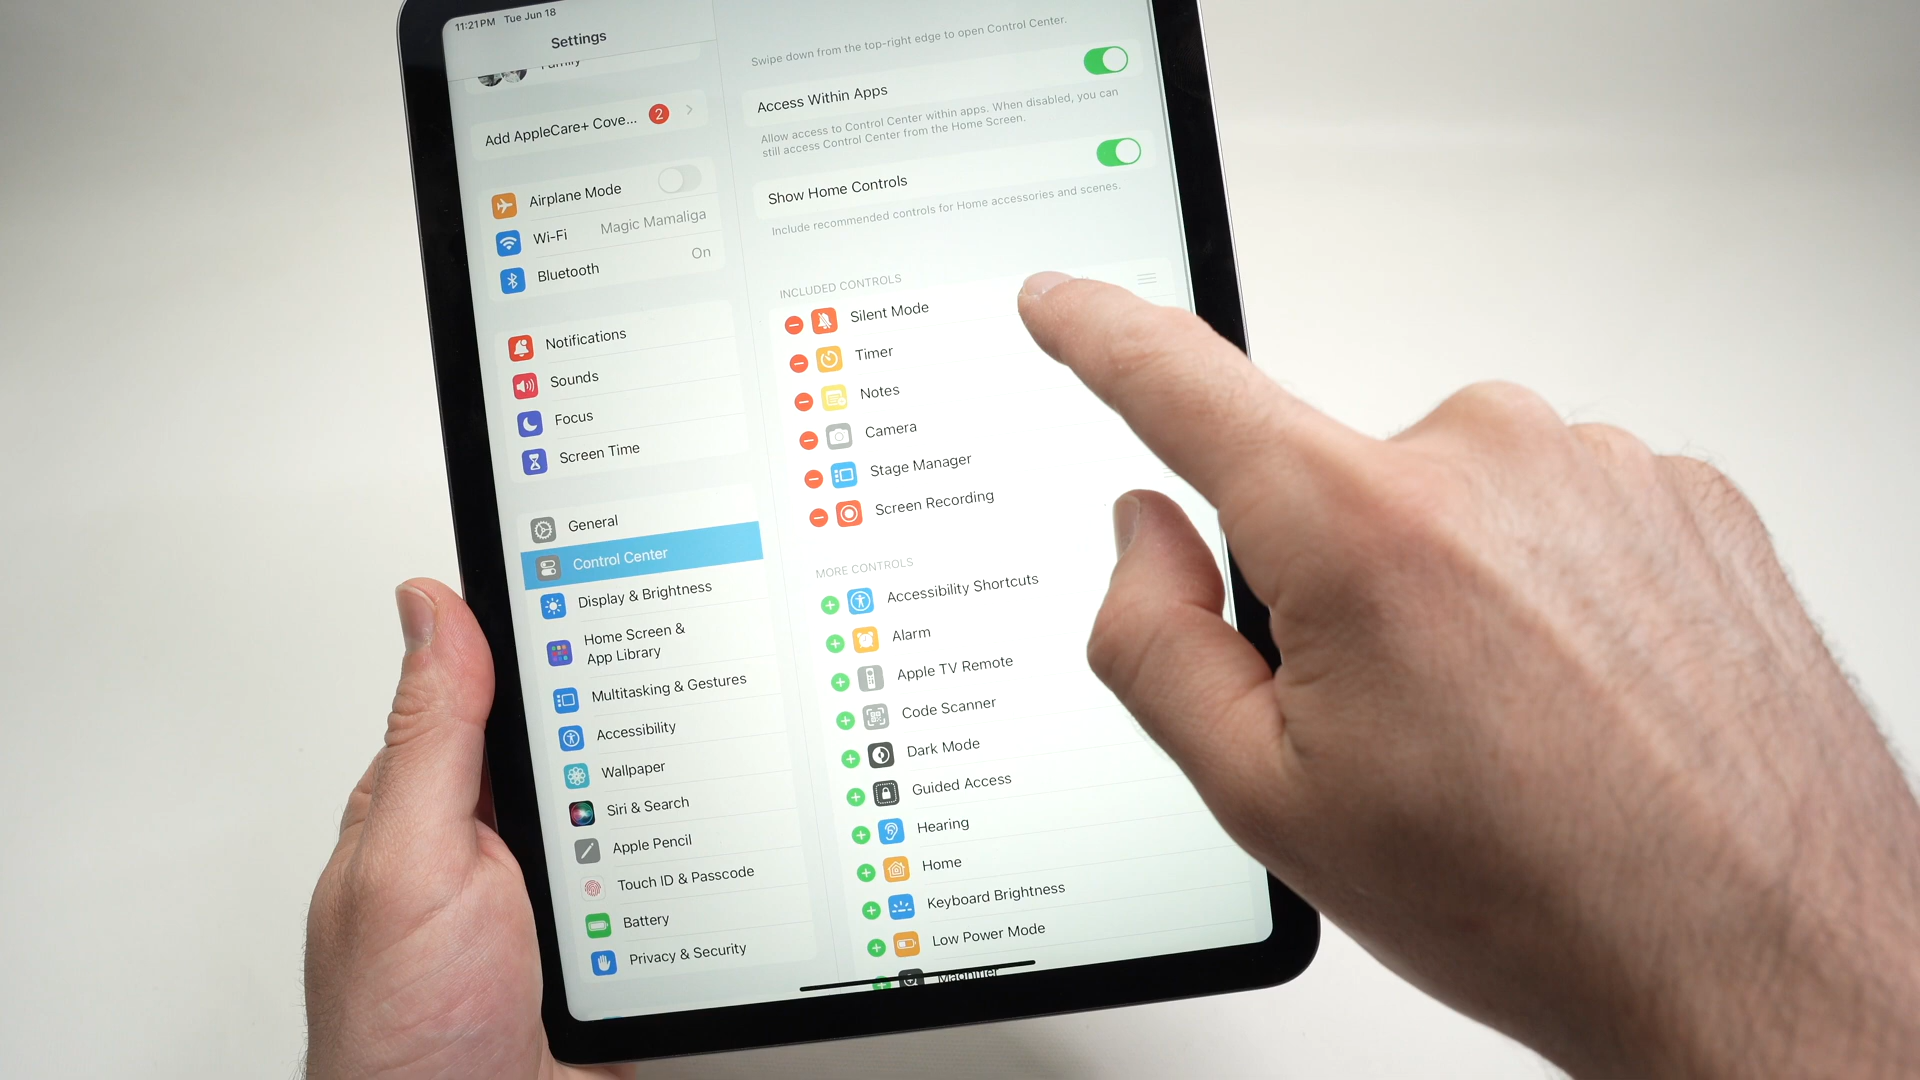 11:21 PM Tue Jun 18
Settings
Family
Add AppleCare+ Cove... 2
Airplane Mode
Wi-Fi Magic Mamaliga
Bluetooth On
Notifications
Sounds
Focus
Screen Time
General
Control Center
Display & Brightness
Home Screen &
App Library
Multitasking & Gestures
Accessibility
Wallpaper
Siri & Search
Apple Pencil
Touch ID & Passcode
Battery
Privacy & Security
Swipe down from the top-right edge to open Control Center.
Access Within Apps
Allow access to Control Center within apps. When disabled, you can
still access Control Center from the Home Screen.
Show Home Controls
Include recommended controls for Home accessories and scenes.
INCLUDED CONTROLS
Silent Mode
Timer
Notes
Camera
Stage Manager
Screen Recording
MORE CONTROLS
Accessibility Shortcuts
Alarm
Apple TV Remote
Code Scanner
Dark Mode
Guided Access
Hearing
Home
Keyboard Brightness
Low Power Mode
Magnifier